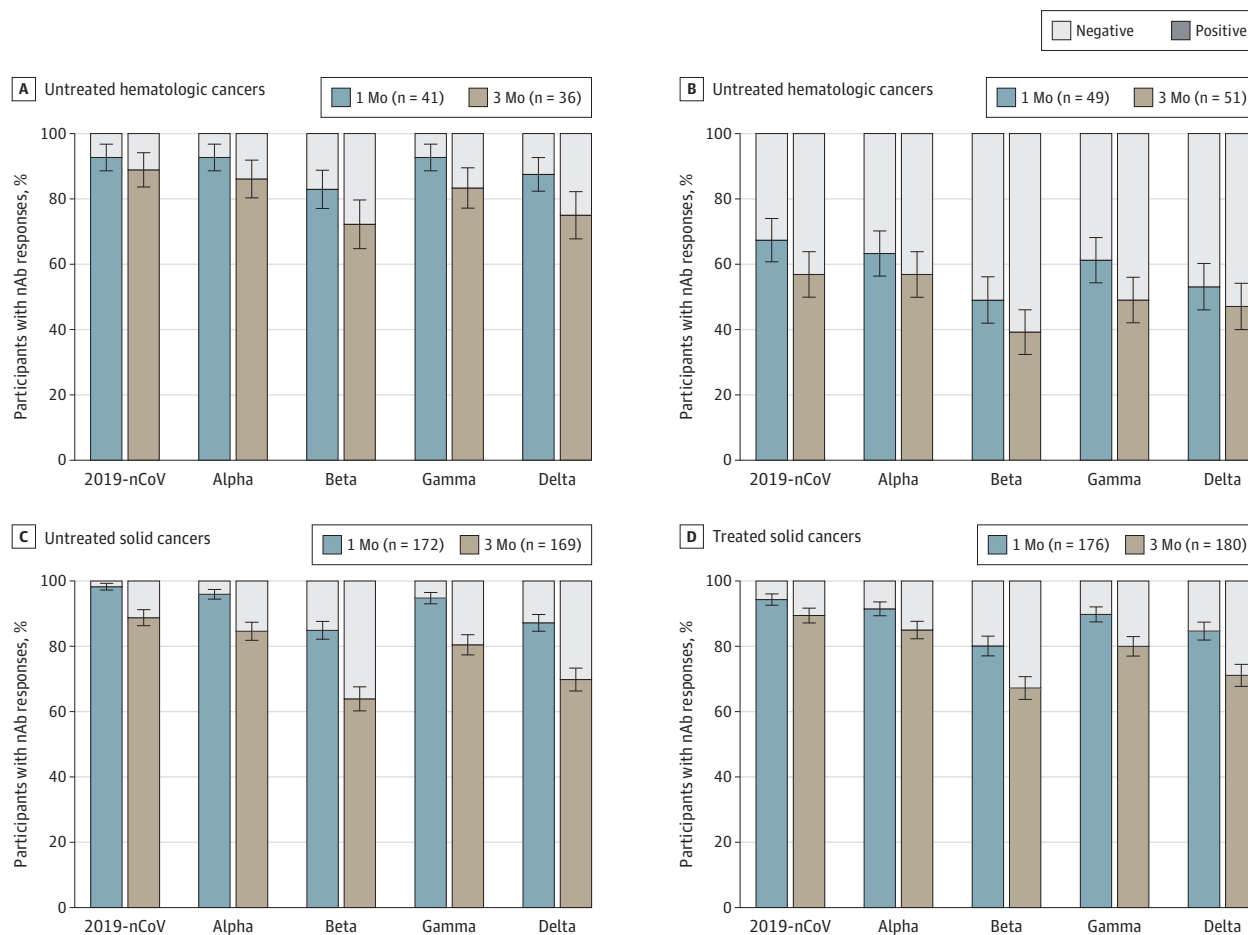 Negative Positive
A Untreated hematologic cancers
1 Mo (n = 41) 3 Mo (n = 36)
Participants with nAb responses, %
100
80
60
40
20
0
2019-nCoV Alpha Beta Gamma Delta
B Untreated hematologic cancers
1 Mo (n = 49) 3 Mo (n = 51)
Participants with nAb responses, %
100
80
60
40
20
0
2019-nCoV Alpha Beta Gamma Delta
C Untreated solid cancers
1 Mo (n = 172) 3 Mo (n = 169)
Participants with nAb responses, %
100
80
60
40
20
0
2019-nCoV Alpha Beta Gamma Delta
D Treated solid cancers
1 Mo (n = 176) 3 Mo (n = 180)
Participants with nAb responses, %
100
80
60
40
20
0
2019-nCoV Alpha Beta Gamma Delta